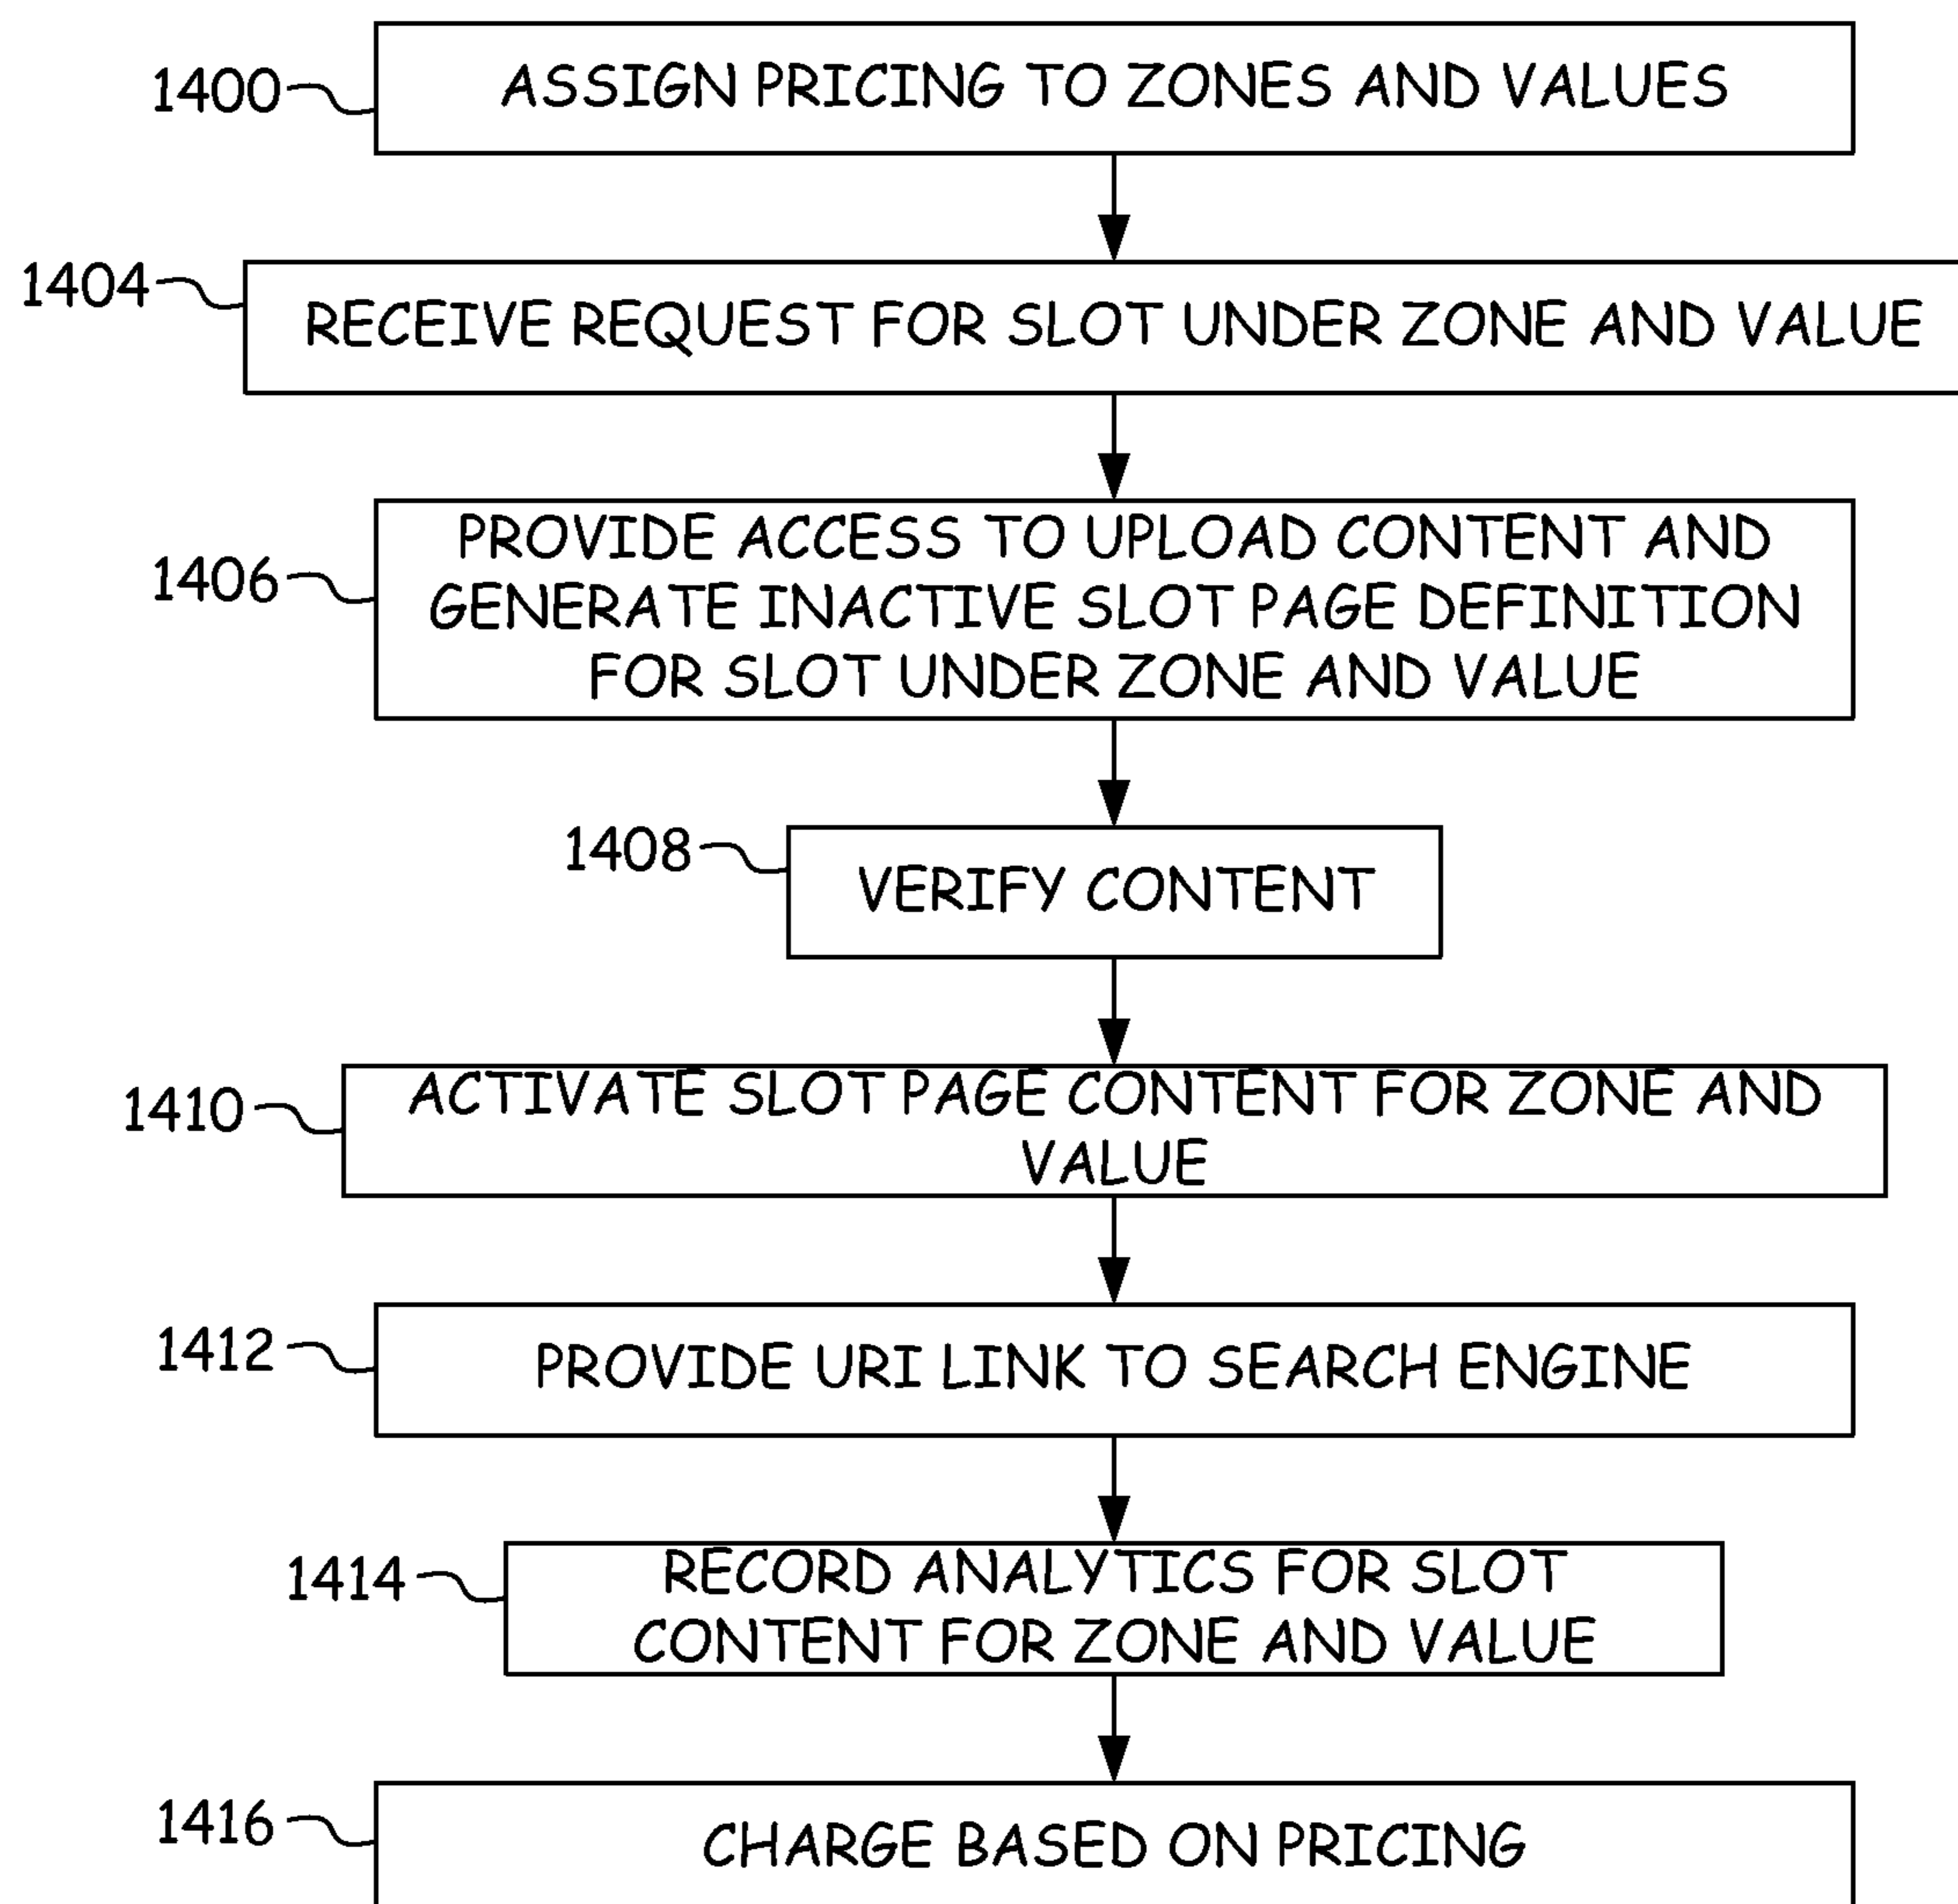 1400
ASSIGN PRICING TO ZONES AND VALUES
1404
RECEIVE REQUEST FOR SLOT UNDER ZONE AND VALUE
1406
PROVIDE ACCESS TO UPLOAD CONTENT AND
GENERATE INACTIVE SLOT PAGE DEFINITION
FOR SLOT UNDER ZONE AND VALUE
1408
VERIFY CONTENT
1410
ACTIVATE SLOT PAGE CONTENT FOR ZONE AND
VALUE
1412
PROVIDE URI LINK TO SEARCH ENGINE
1414
RECORD ANALYTICS FOR SLOT
CONTENT FOR ZONE AND VALUE
1416
CHARGE BASED ON PRICING